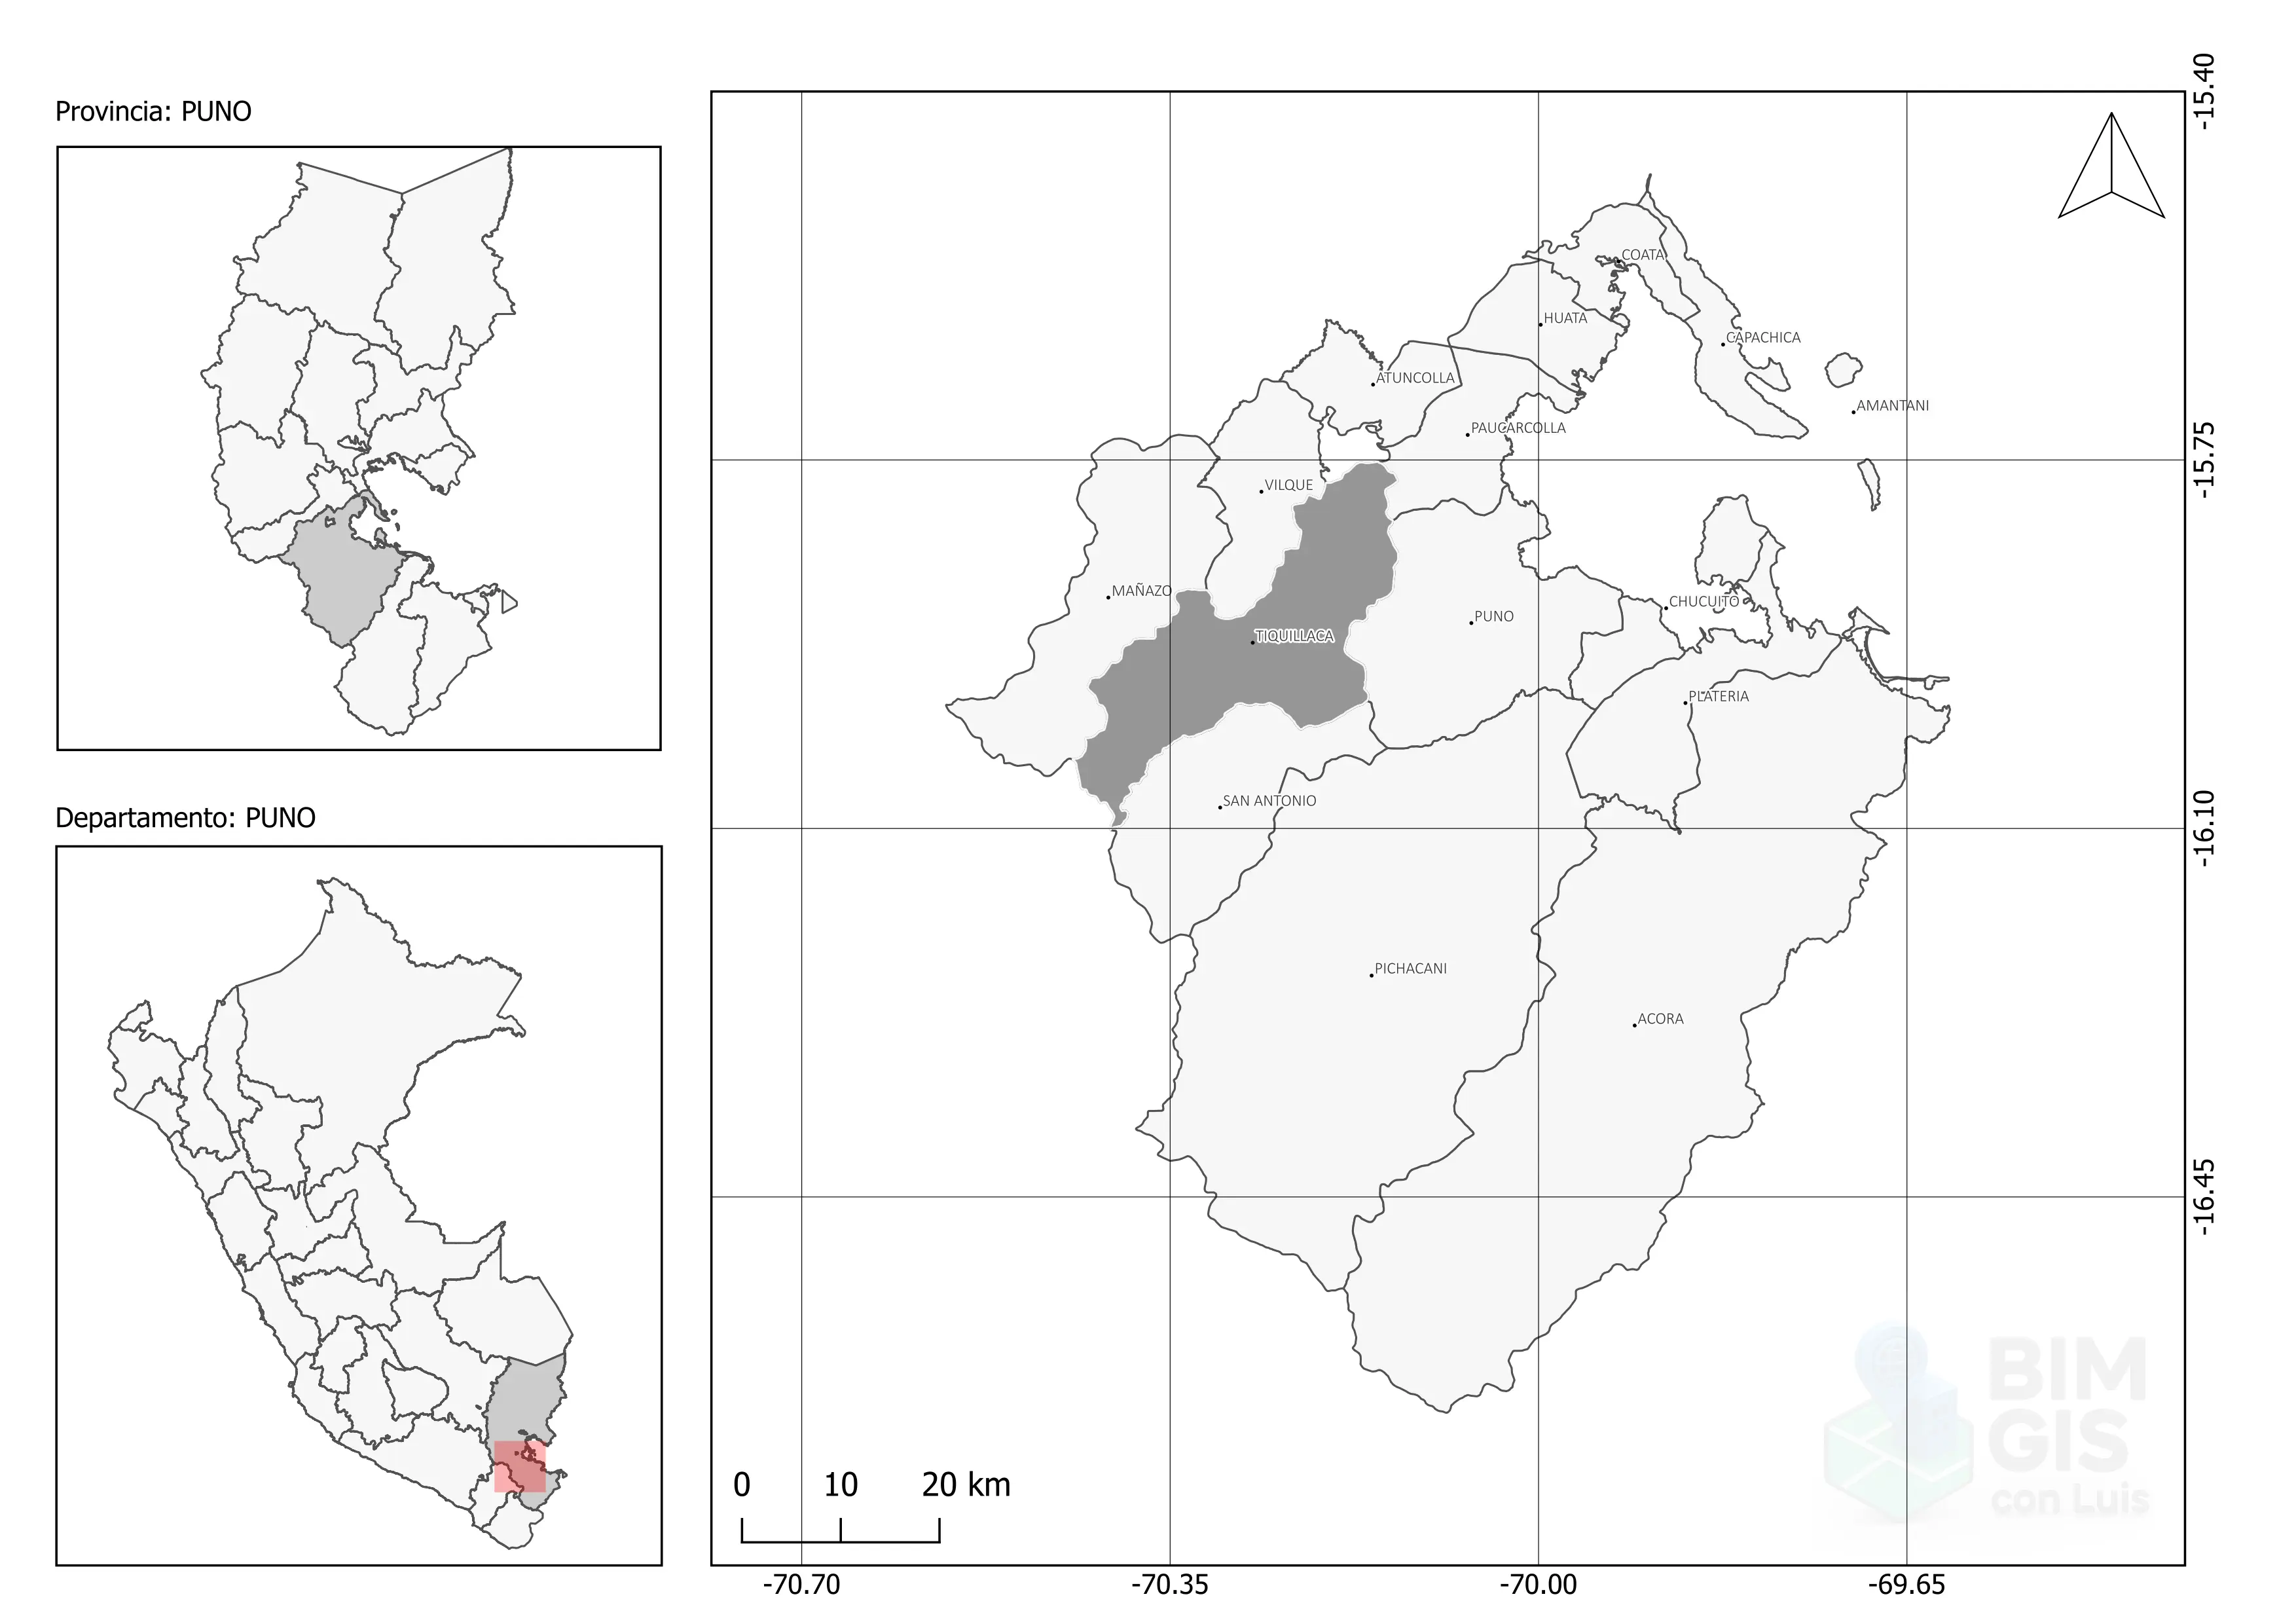 Provincia: PUNO
Departamento: PUNO
COATA
HUATA
CAPACHICA
ATUNCOLLA
AMANTANI
PAUCARCOLLA
VILQUE
MAÑAZO
CHUCUITO
PUNO
TIQUILLACA
PLATERIA
SAN ANTONIO
PICHACANI
ACORA
-15.40
-15.75
-16.10
-16.45
0 10 20 km
-70.70 -70.35 -70.00 -69.65
BIM
GIS
con Luis